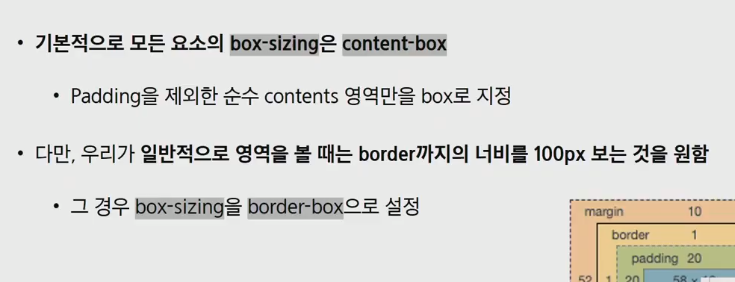 • 기본적으로 모든 요소의 box-sizing은 content-box
• Padding을 제외한 순수 contents 영역만을 box로 지정
• 다만, 우리가 일반적으로 영역을 볼 때는 border까지의 너비를 100px 보는 것을 원함
• 그 경우 box-sizing을 border-box으로 설정
margin 10
border 1
padding 20
52 1 20 58 ×